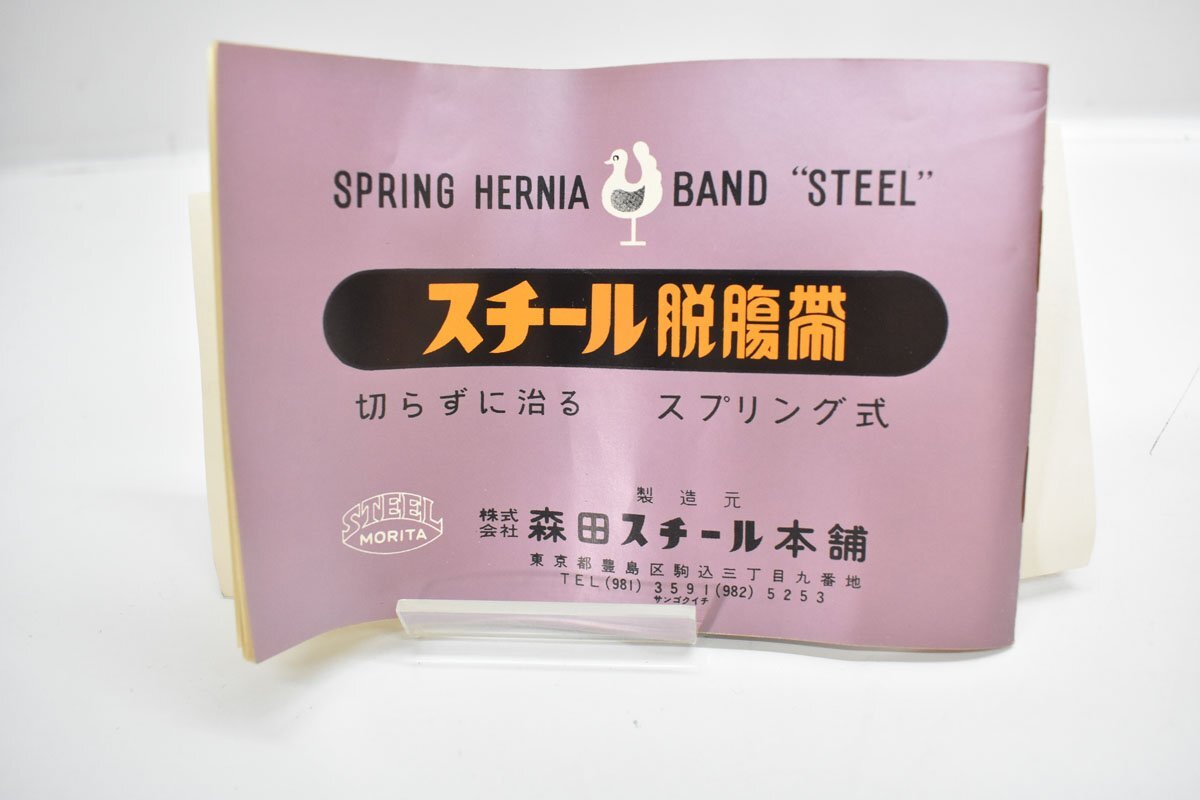 SPRING HERNIA BAND “STEEL”
スチール脱腸帯
切らずに治る スプリング式
STEEL
MORITA
製造元
株式会社 森田スチール本舗
東京都豊島区駒込三丁目九番地
TEL (981) 3591 (982) 5253
サンゴクイチ